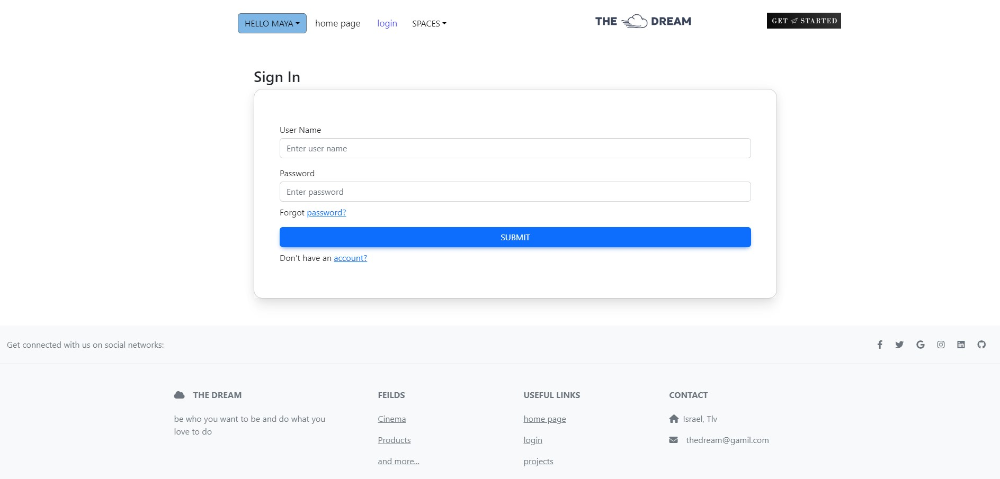 HELLO MAYA home page login SPACES THE DREAM GET STARTED
Sign In
User Name
Enter user name
Password
Enter password
Forgot password?
SUBMIT
Don't have an account?
Get connected with us on social networks:
THE DREAM
be who you want to be and do what you
love to do
FEILDS
Cinema
Products
and more...
USEFUL LINKS
home page
login
projects
CONTACT
Israel, Tlv
thedream@gamil.com